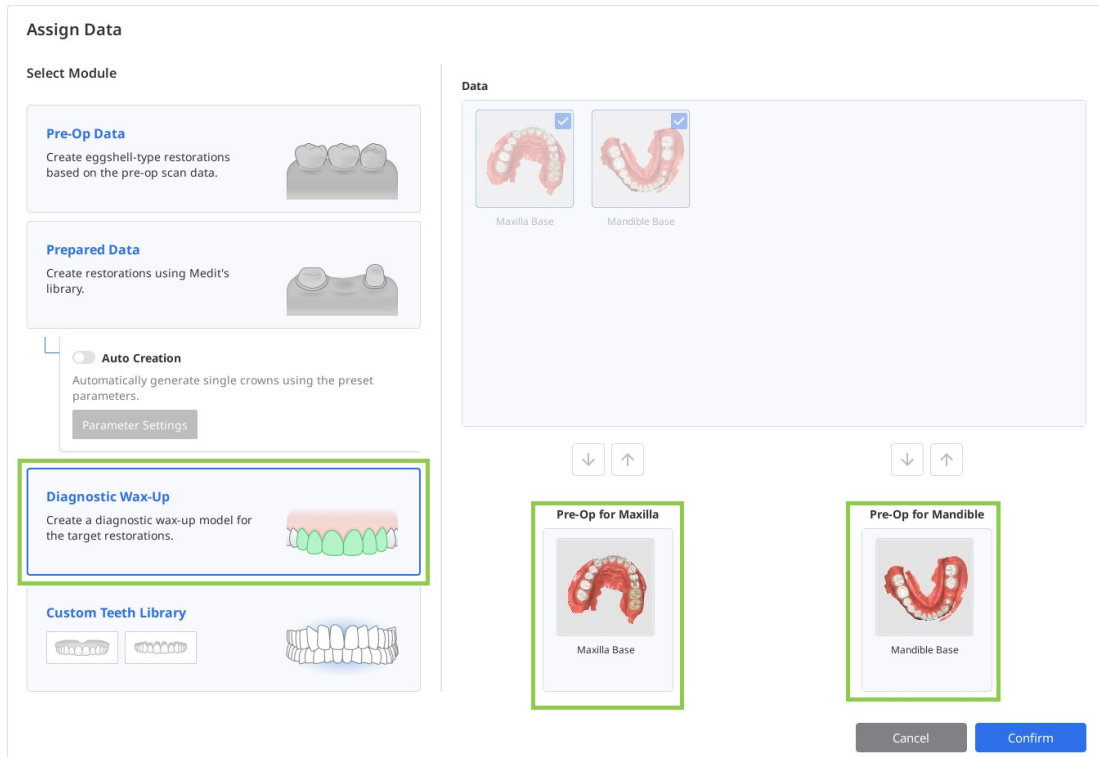 Assign Data
Select Module
Pre-Op Data
Create eggshell-type restorations
based on the pre-op scan data.
Prepared Data
Create restorations using Medit's
library.
Auto Creation
Automatically generate single crowns using the preset
parameters.
Parameter Settings
Diagnostic Wax-Up
Create a diagnostic wax-up model for
the target restorations.
Custom Teeth Library
Data
Maxilla Base
Mandible Base
Pre-Op for Maxilla
Maxilla Base
Pre-Op for Mandible
Mandible Base
Cancel
Confirm